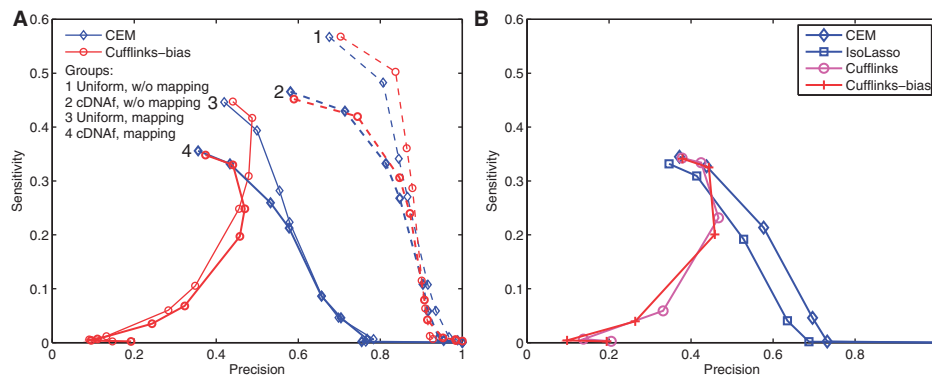 A
0.6
0.5
0.4
0.3
0.2
0.1
0
Sensitivity
0
0.2
0.4
0.6
0.8
1
Precision
CEM
Cufflinks-bias
Groups:
1 Uniform, w/o mapping
2 cDNAf, w/o mapping
3 Uniform, mapping
4 cDNAf, mapping
1
2
3
4
B
0.6
0.5
0.4
0.3
0.2
0.1
0
Sensitivity
0
0.2
0.4
0.6
0.8
Precision
CEM
IsoLasso
Cufflinks
Cufflinks-bias